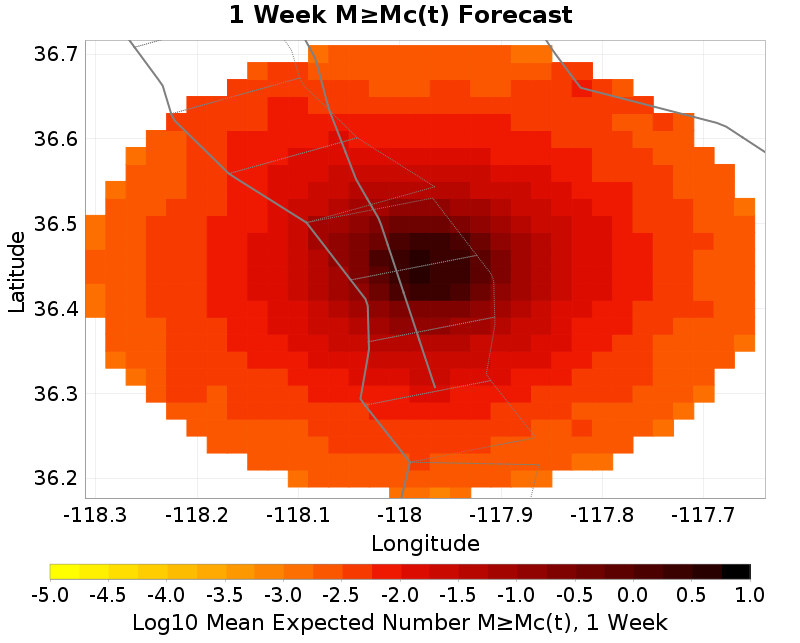 1 Week M≥Mc(t) Forecast
36.7
36.6
36.5
36.4
36.3
36.2
Latitude
-118.3 -118.2 -118.1 -118 -117.9 -117.8 -117.7
Longitude
-5.0 -4.5 -4.0 -3.5 -3.0 -2.5 -2.0 -1.5 -1.0 -0.5 0.0 0.5 1.0
Log10 Mean Expected Number M≥Mc(t), 1 Week